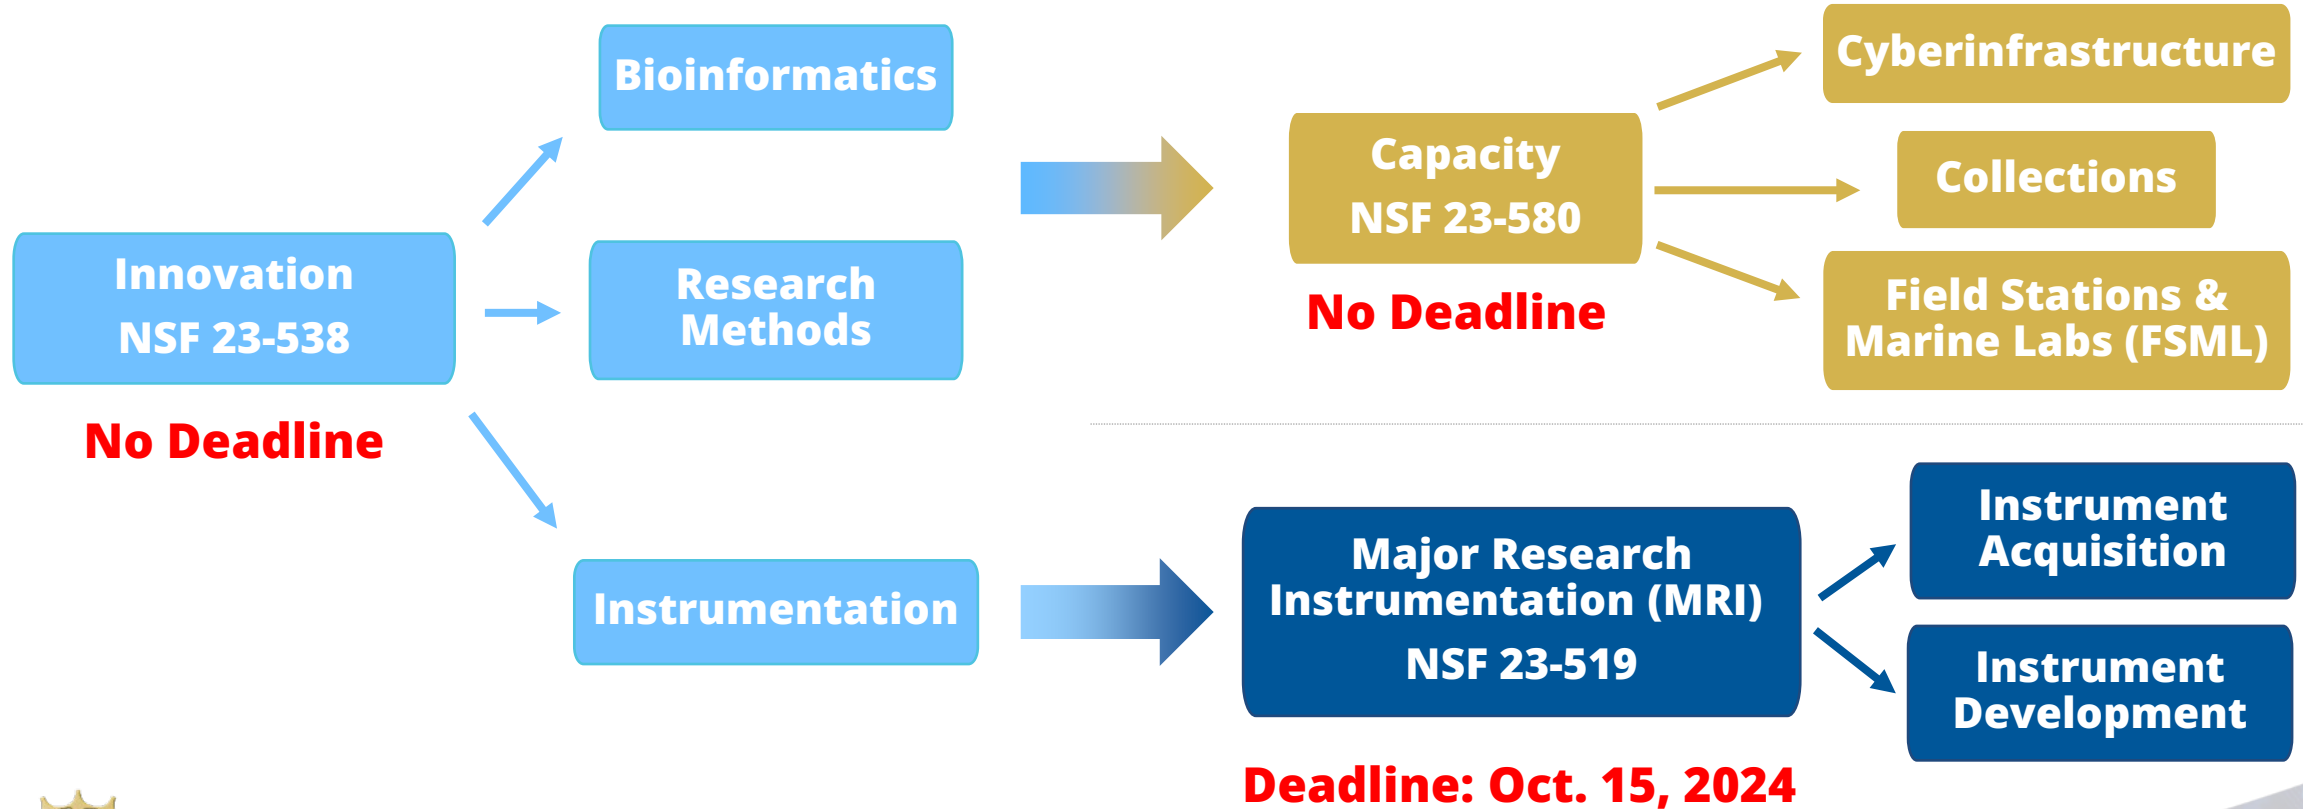 Innovation
NSF 23-538
No Deadline
Bioinformatics
Research
Methods
Instrumentation
Capacity
NSF 23-580
No Deadline
Cyberinfrastructure
Collections
Field Stations &
Marine Labs (FSML)
Major Research
Instrumentation (MRI)
NSF 23-519
Deadline: Oct. 15, 2024
Instrument
Acquisition
Instrument
Development